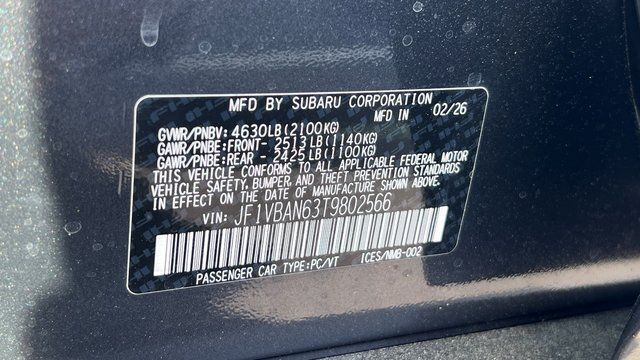 MFD BY SUBARU CORPORATION
MFD IN 02/26
GVWR/PNBV: 4630LB(2100KG)
GAWR/PNBE:FRONT- 2513LB(1140KG)
GAWR/PNBE:REAR - 2425LB(1100KG)
THIS VEHICLE CONFORMS TO ALL APPLICABLE FEDERAL MOTOR
VEHICLE SAFETY, BUMPER, AND THEFT PREVENTION STANDARDS
IN EFFECT ON THE DATE OF MANUFACTURE SHOWN ABOVE.
VIN: JF1VBAN63T9802566
PASSENGER CAR TYPE:PC/VT ICES/NMB-002